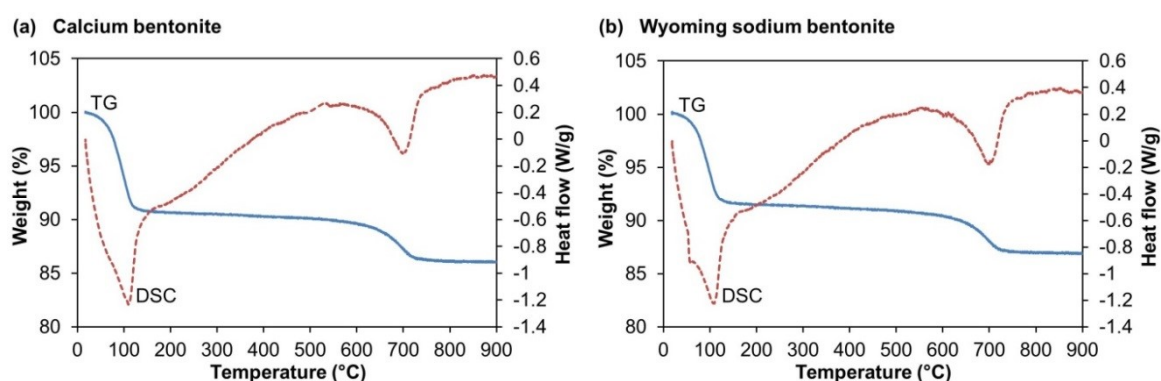 (a) Calcium bentonite
105
100
95
90
85
80
Weight (%)
TG
DSC
0.6
0.4
0.2
0
-0.2
-0.4
-0.6
-0.8
-1
-1.2
-1.4
Heat flow (W/g)
0 100 200 300 400 500 600 700 800 900
Temperature (°C)
(b) Wyoming sodium bentonite
105
100
95
90
85
80
Weight (%)
TG
DSC
0.6
0.4
0.2
0
-0.2
-0.4
-0.6
-0.8
-1
-1.2
-1.4
Heat flow (W/g)
0 100 200 300 400 500 600 700 800 900
Temperature (°C)